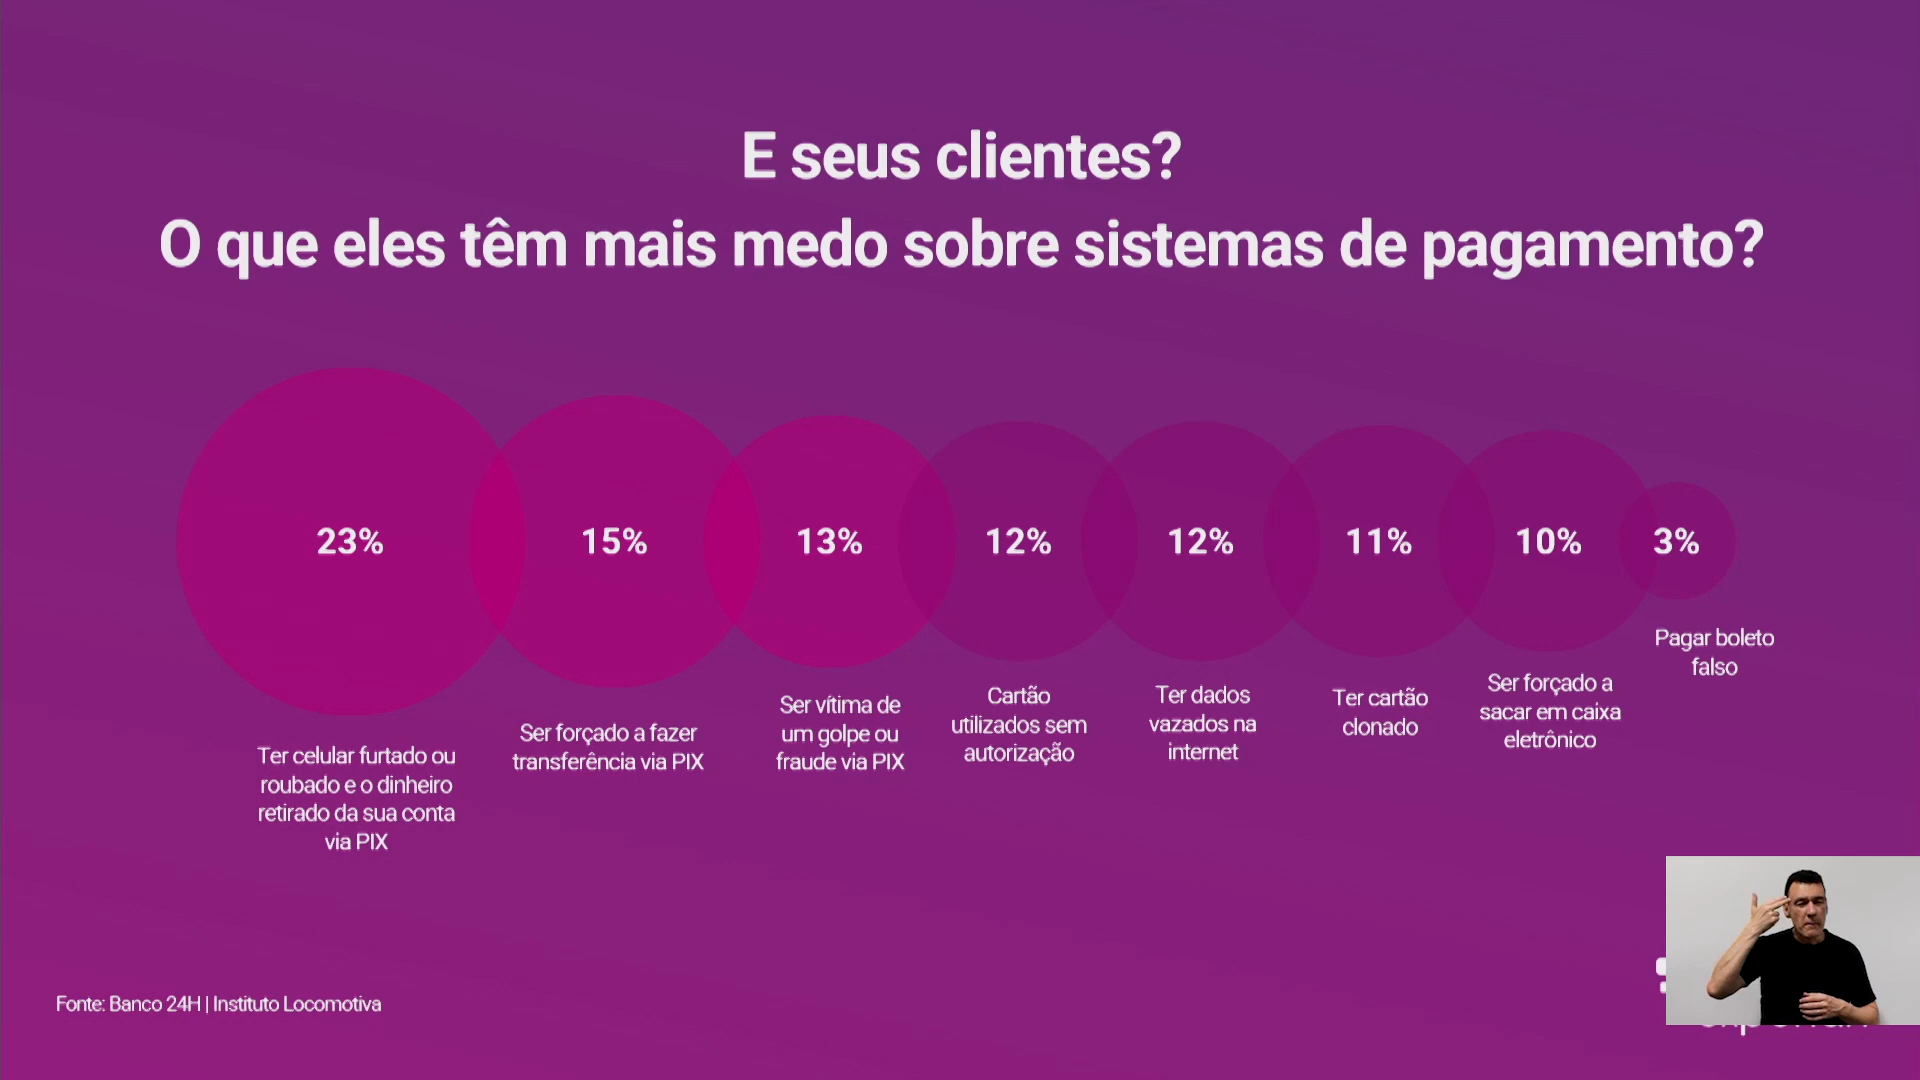 E seus clientes?
O que eles têm mais medo sobre sistemas de pagamento?
23%
Ter celular furtado ou
roubado e o dinheiro
retirado da sua conta
via PIX
15%
Ser forçado a fazer
transferência via PIX
13%
Ser vítima de
um golpe ou
fraude via PIX
12%
Cartão
utilizados sem
autorização
12%
Ter dados
vazados na
internet
11%
Ter cartão
clonado
10%
Ser forçado a
sacar em caixa
eletrônico
3%
Pagar boleto
falso
Fonte: Banco 24H | Instituto Locomotiva